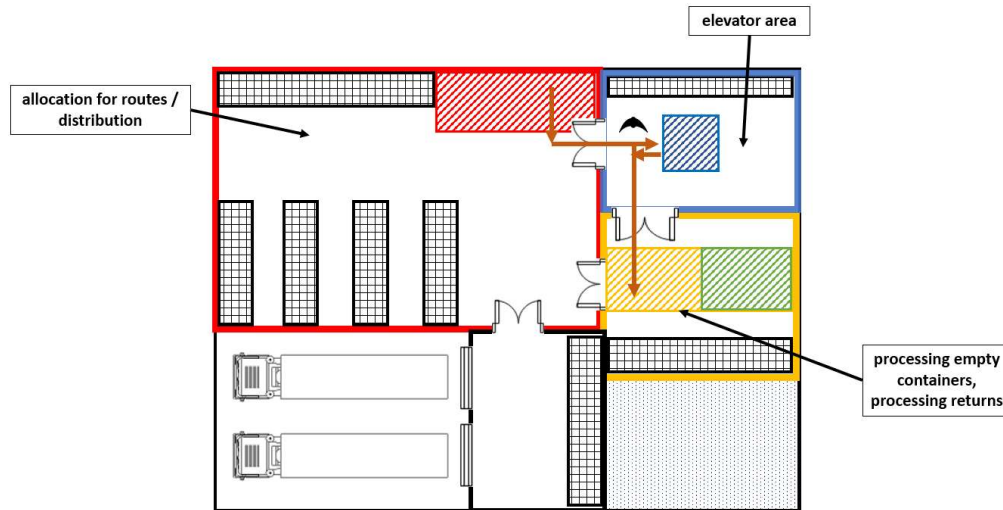 elevator area
allocation for routes /
distribution
processing empty
containers,
processing returns